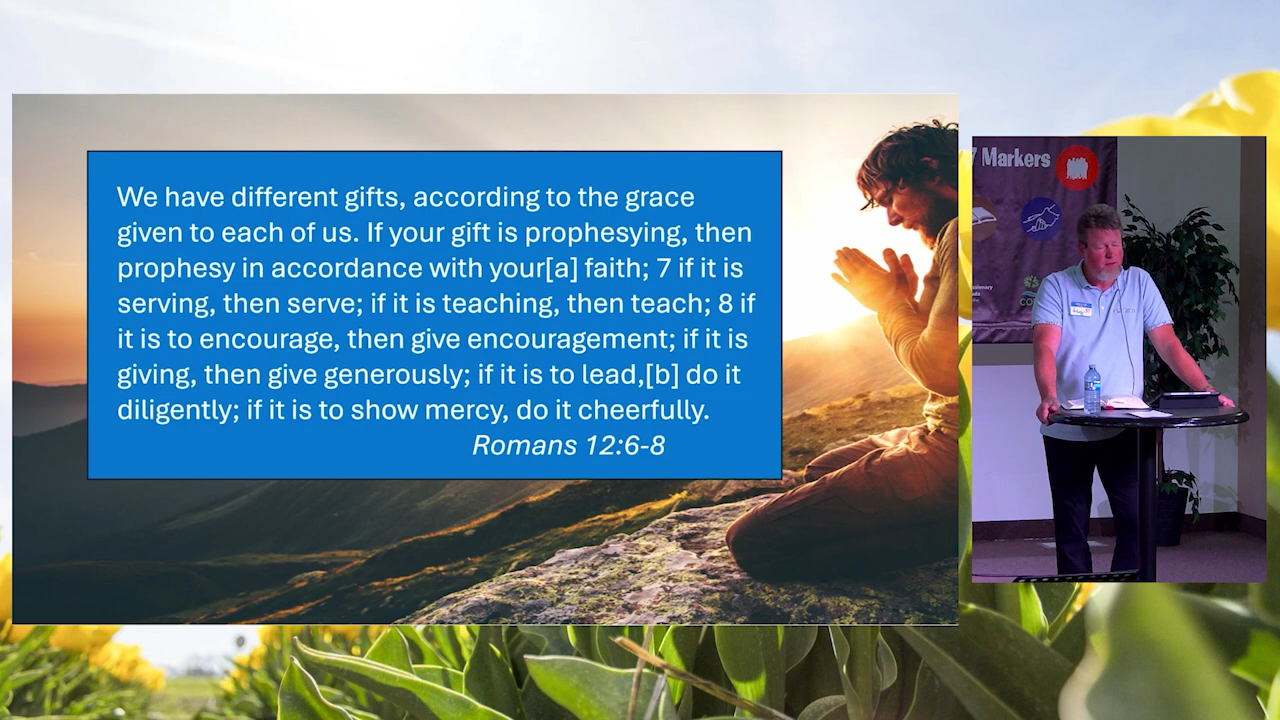 We have different gifts, according to the grace
given to each of us. If your gift is prophesying, then
prophesy in accordance with your[a] faith; 7 if it is
serving, then serve; if it is teaching, then teach; 8 if
it is to encourage, then give encouragement; if it is
giving, then give generously; if it is to lead,[b] do it
diligently; if it is to show mercy, do it cheerfully.
Romans 12:6-8
7 Markers